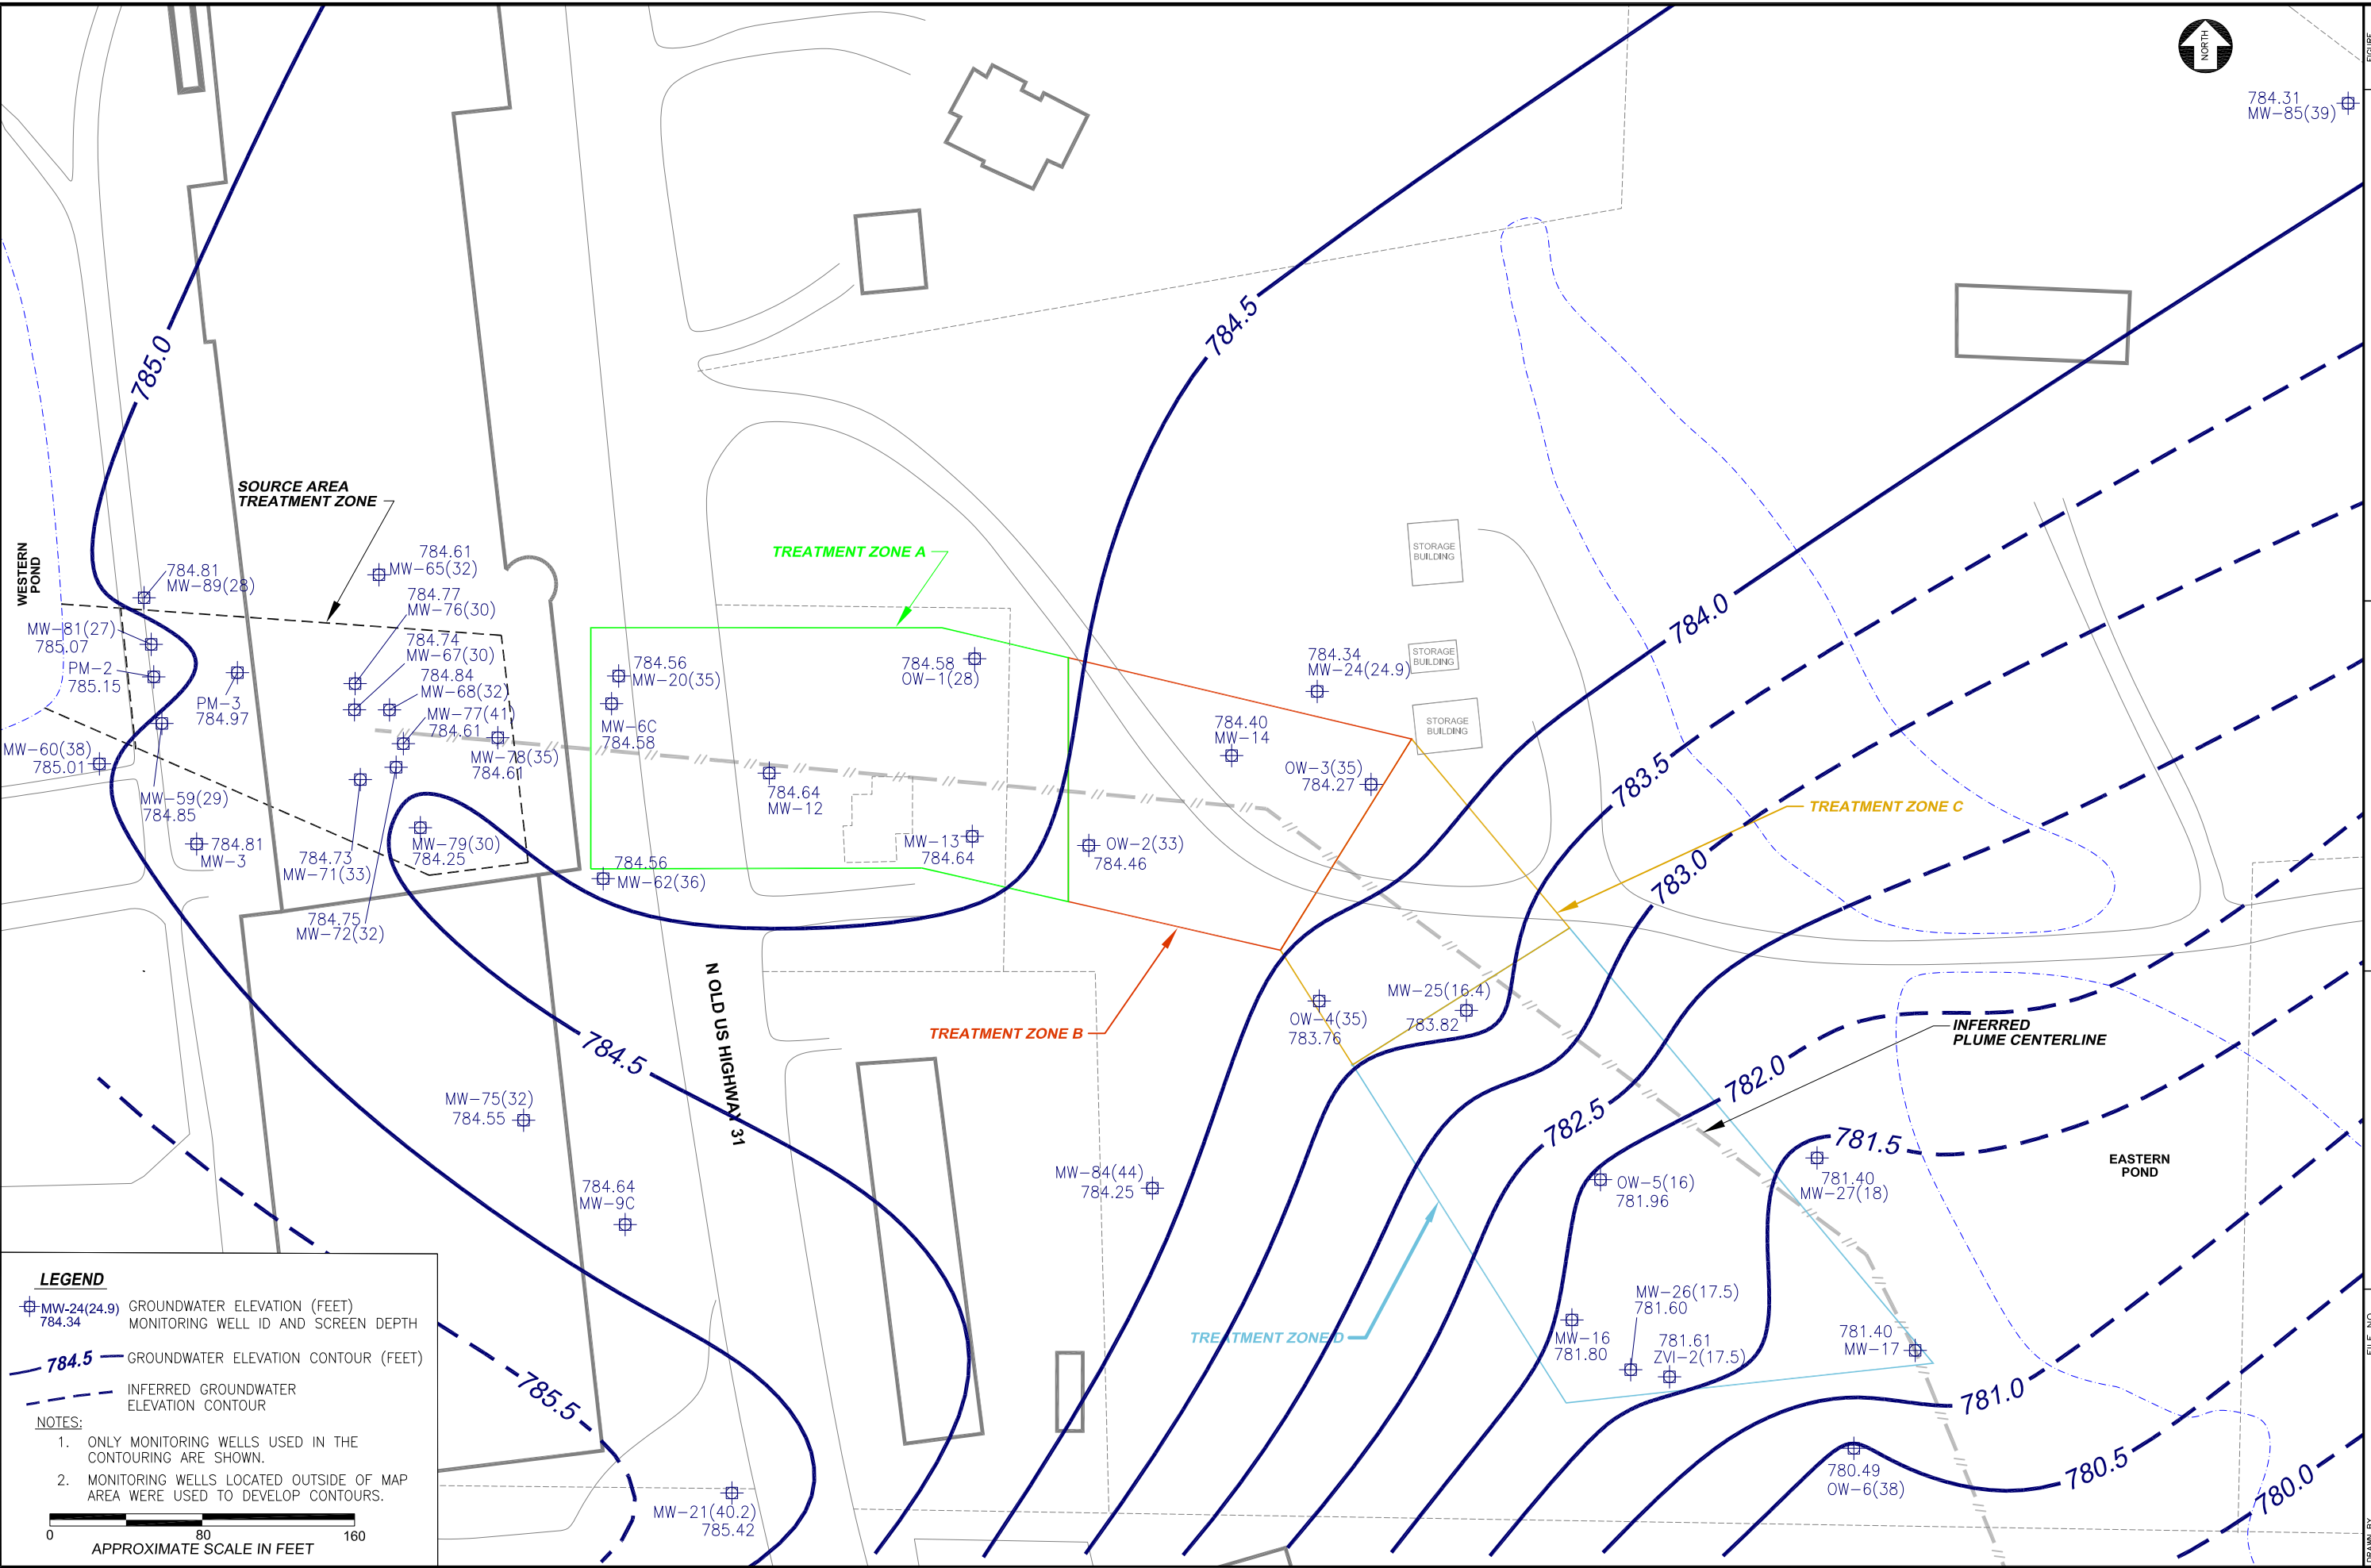 NORTH
FIGURE
784.31
MW-85(39)
785.0
784.5
SOURCE AREA
TREATMENT ZONE
WESTERN
POND
784.81
MW-89(28)
784.61
MW-65(32)
784.77
MW-76(30)
TREATMENT ZONE A
STORAGE
BUILDING
784.0
MW-81(27)
785.07
PM-2
785.15
PM-3
784.97
784.74
MW-67(30)
784.84
MW-68(32)
MW-77(41)
784.61
MW-78(35)
784.61
784.56
MW-20(35)
MW-6C
784.58
784.58
OW-1(28)
784.34
MW-24(24.9)
STORAGE
BUILDING
STORAGE
BUILDING
784.40
MW-14
OW-3(35)
784.27
783.5
TREATMENT ZONE C
MW-60(38)
785.01
MW-59(29)
784.85
784.81
MW-3
784.73
MW-71(33)
784.75
MW-72(32)
MW-79(30)
784.25
784.64
MW-12
MW-13
784.64
784.56
MW-62(36)
OW-2(33)
784.46
783.0
N OLD US HIGHWAY 31
TREATMENT ZONE B
OW-4(35)
783.76
MW-25(16.4)
783.82
INFERRED
PLUME CENTERLINE
784.5
782.0
782.5
781.5
MW-75(32)
784.55
784.64
MW-9C
MW-84(44)
784.25
OW-5(16)
781.96
781.40
MW-27(18)
EASTERN
POND
TREATMENT ZONE D
MW-16
781.80
MW-26(17.5)
781.60
781.61
ZVI-2(17.5)
781.40
MW-17
781.0
780.49
OW-6(38)
780.5
780.0
785.5
MW-21(40.2)
785.42
LEGEND
MW-24(24.9)
784.34
GROUNDWATER ELEVATION (FEET)
MONITORING WELL ID AND SCREEN DEPTH
784.5
GROUNDWATER ELEVATION CONTOUR (FEET)
INFERRED GROUNDWATER
ELEVATION CONTOUR
NOTES:
1. ONLY MONITORING WELLS USED IN THE
CONTOURING ARE SHOWN.
2. MONITORING WELLS LOCATED OUTSIDE OF MAP
AREA WERE USED TO DEVELOP CONTOURS.
0 80 160
APPROXIMATE SCALE IN FEET
FILE NO.
DRAWN BY